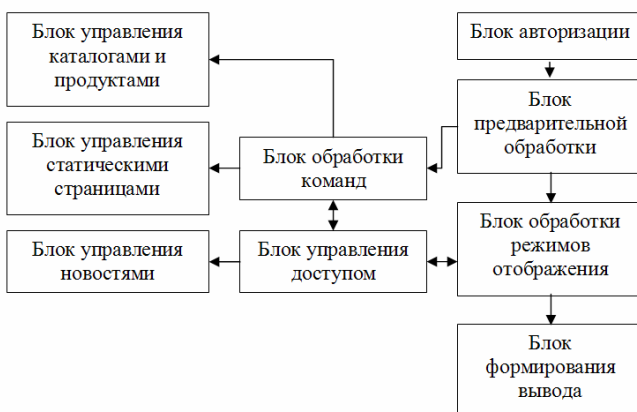 Блок управления
каталогами и
продуктами
Блок авторизации
Блок
предварительной
обработки
Блок управления
статическими
страницами
Блок обработки
команд
Блок управления
новостями
Блок управления
доступом
Блок обработки
режимов
отображения
Блок
формирования
вывода